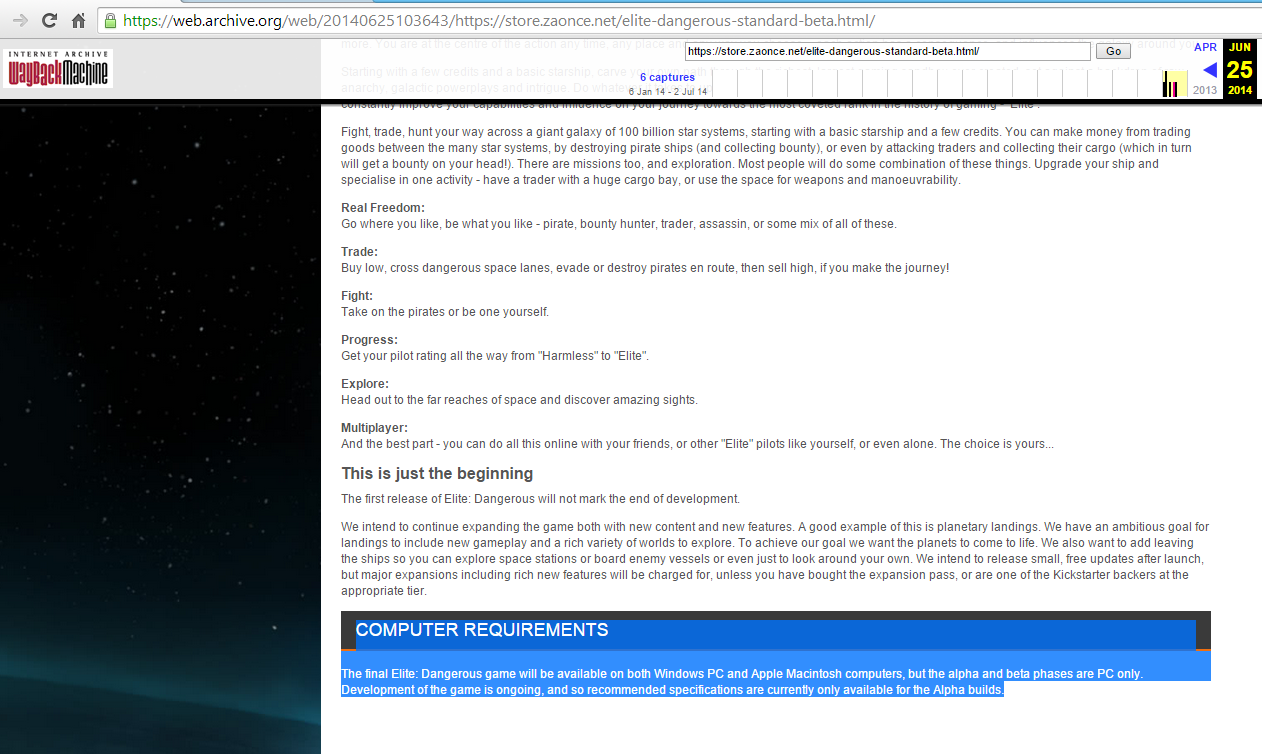 https://web.archive.org/web/20140625103643/https://store.zaonce.net/elite-dangerous-standard-beta.html/
INTERNET ARCHIVE
WayBackMachine
https://store.zaonce.net/elite-dangerous-standard-beta.html/
Go
APR
JUN
6 captures
25
6 Jan 14 - 2 Jul 14
2013
2014
more. You are at the centre of the action any time, any place and
Starting with a few credits and a basic starship, carve
anarchy, galactic powerplays and intrigue. Do
constantly improve your capabilities and influence on your journey towards the most coveted rank in the history of gaming - "Elite".
Fight, trade, hunt your way across a giant galaxy of 100 billion star systems, starting with a basic starship and a few credits. You can make money from trading
goods between the many star systems, by destroying pirate ships (and collecting bounty), or even by attacking traders and collecting their cargo (which in turn
will get a bounty on your head!). There are missions too, and exploration. Most people will do some combination of these things. Upgrade your ship and
specialise in one activity - have a trader with a huge cargo bay, or use the space for weapons and manoeuvrability.
Real Freedom:
Go where you like, be what you like - pirate, bounty hunter, trader, assassin, or some mix of all of these.
Trade:
Buy low, cross dangerous space lanes, evade or destroy pirates en route, then sell high, if you make the journey!
Fight:
Take on the pirates or be one yourself.
Progress:
Get your pilot rating all the way from "Harmless" to "Elite".
Explore:
Head out to the far reaches of space and discover amazing sights.
Multiplayer:
And the best part - you can do all this online with your friends, or other "Elite" pilots like yourself, or even alone. The choice is yours...
This is just the beginning
The first release of Elite: Dangerous will not mark the end of development.
We intend to continue expanding the game both with new content and new features. A good example of this is planetary landings. We have an ambitious goal for
landings to include new gameplay and a rich variety of worlds to explore. To achieve our goal we want the planets to come to life. We also want to add leaving
the ships so you can explore space stations or board enemy vessels or even just to look around your own. We intend to release small, free updates after launch,
but major expansions including rich new features will be charged for, unless you have bought the expansion pass, or are one of the Kickstarter backers at the
appropriate tier.
COMPUTER REQUIREMENTS
The final Elite: Dangerous game will be available on both Windows PC and Apple Macintosh computers, but the alpha and beta phases are PC only.
Development of the game is ongoing, and so recommended specifications are currently only available for the Alpha builds.